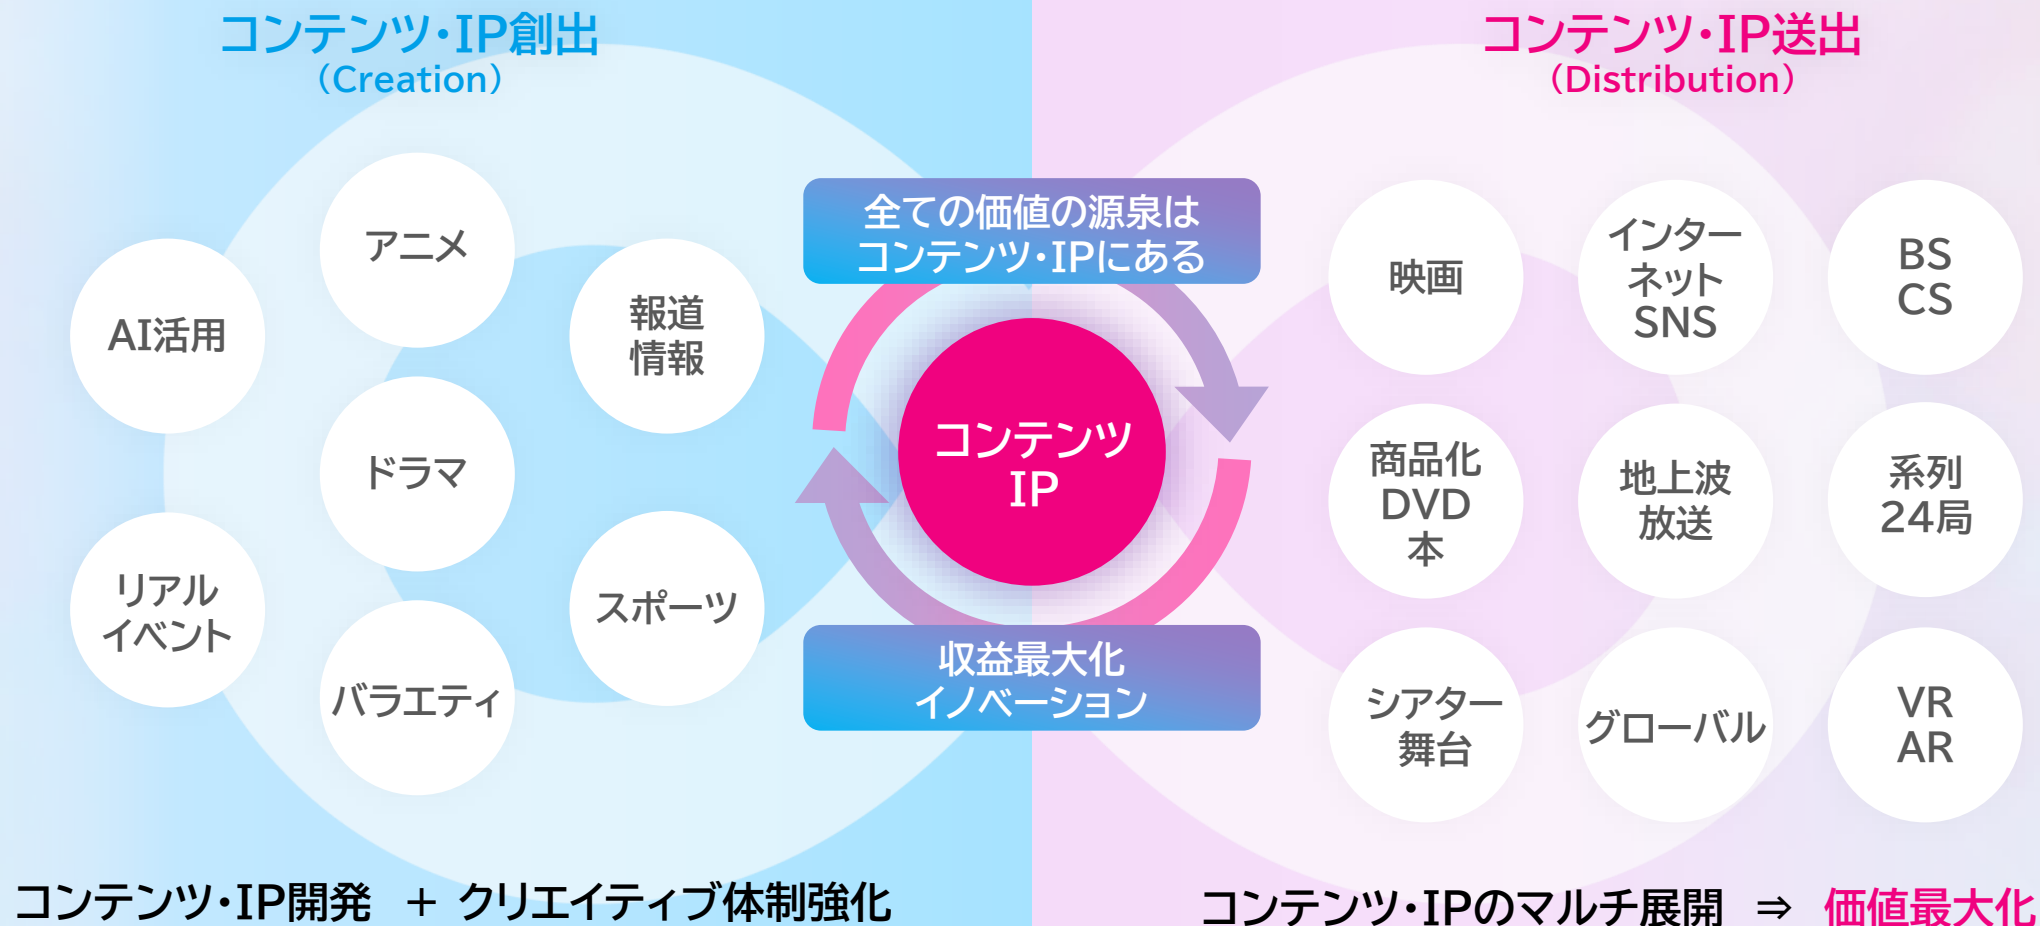 コンテンツ・IP創出
(Creation)
アニメ
AI活用
報道
情報
ドラマ
リアル
イベント
スポーツ
バラエティ
全ての価値の源泉は
コンテンツ・IPにある
コンテンツ
IP
収益最大化
イノベーション
コンテンツ・IP送出
(Distribution)
映画
インター
ネット
SNS
BS
CS
商品化
DVD
本
地上波
放送
系列
24局
シアター
舞台
グローバル
VR
AR
コンテンツ・IP開発 + クリエイティブ体制強化
コンテンツ・IPのマルチ展開 ⇒ 価値最大化